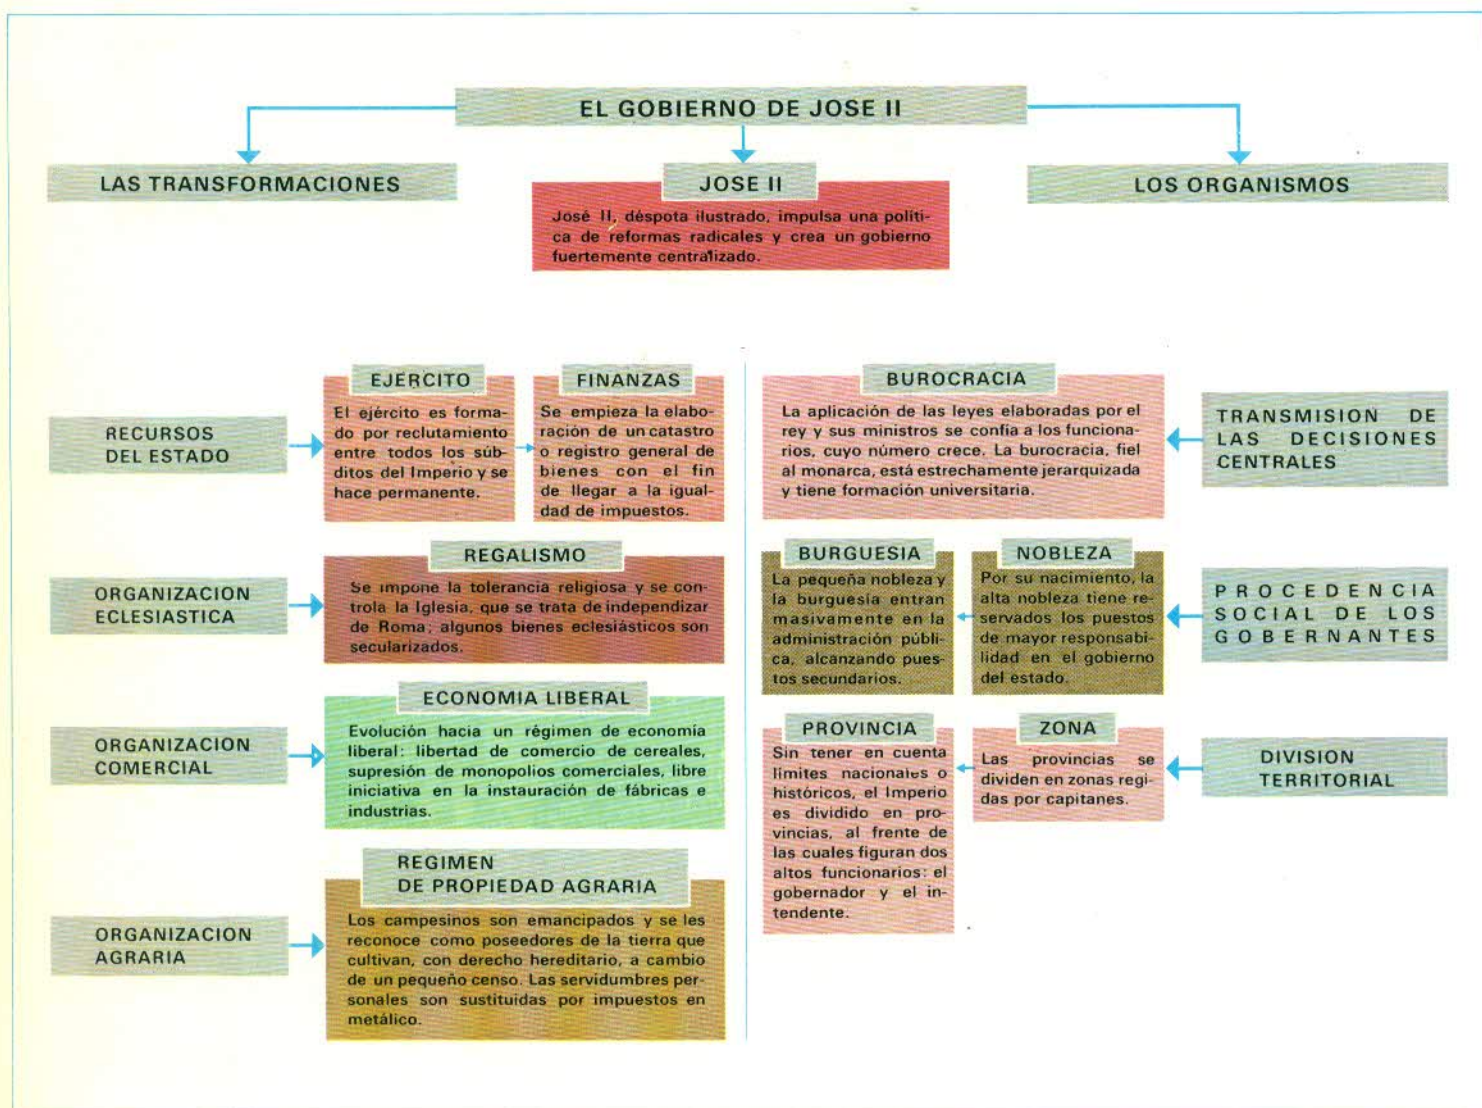 EL GOBIERNO DE JOSE II
LAS TRANSFORMACIONES
JOSE II
LOS ORGANISMOS
José II, déspota ilustrado, impulsa una políti-
ca de reformas radicales y crea un gobierno
fuertemente centralizado.
RECURSOS
DEL ESTADO
EJERCITO
El ejército es forma-
do por reclutamiento
entre todos los súb-
ditos del Imperio y se
hace permanente.
FINANZAS
Se empieza la elabo-
ración de un catastro
o registro general de
bienes con el fin
de llegar a la igual-
dad de impuestos.
ORGANIZACION
ECLESIASTICA
REGALISMO
Se impone la tolerancia religiosa y se con-
trola la Iglesia, que se trata de independizar
de Roma; algunos bienes eclesiásticos son
secularizados.
ORGANIZACION
COMERCIAL
ECONOMIA LIBERAL
Evolución hacia un régimen de economía
liberal: libertad de comercio de cereales,
supresión de monopolios comerciales, libre
iniciativa en la instauración de fábricas e
industrias.
ORGANIZACION
AGRARIA
REGIMEN
DE PROPIEDAD AGRARIA
Los campesinos son emancipados y se les
reconoce como poseedores de la tierra que
cultivan, con derecho hereditario, a cambio
de un pequeño censo. Las servidumbres per-
sonales son sustituidas por impuestos en
metálico.
BUROCRACIA
La aplicación de las leyes elaboradas por el
rey y sus ministros se confía a los funciona-
rios, cuyo número crece. La burocracia, fiel
al monarca, está estrechamente jerarquizada
y tiene formación universitaria.
TRANSMISION DE
LAS DECISIONES
CENTRALES
BURGUESIA
La pequeña nobleza y
la burguesía entran
masivamente en la
administración públi-
ca, alcanzando pues-
tos secundarios.
NOBLEZA
Por su nacimiento, la
alta nobleza tiene re-
servados los puestos
de mayor responsabi-
lidad en el gobierno
del estado.
PROCEDENCIA
SOCIAL DE LOS
GOBERNANTES
PROVINCIA
Sin tener en cuenta
límites nacionales o
históricos, el Imperio
es dividido en pro-
vincias, al frente de
las cuales figuran dos
altos funcionarios: el
gobernador y el in-
tendente.
ZONA
Las provincias se
dividen en zonas regi-
das por capitanes.
DIVISION
TERRITORIAL